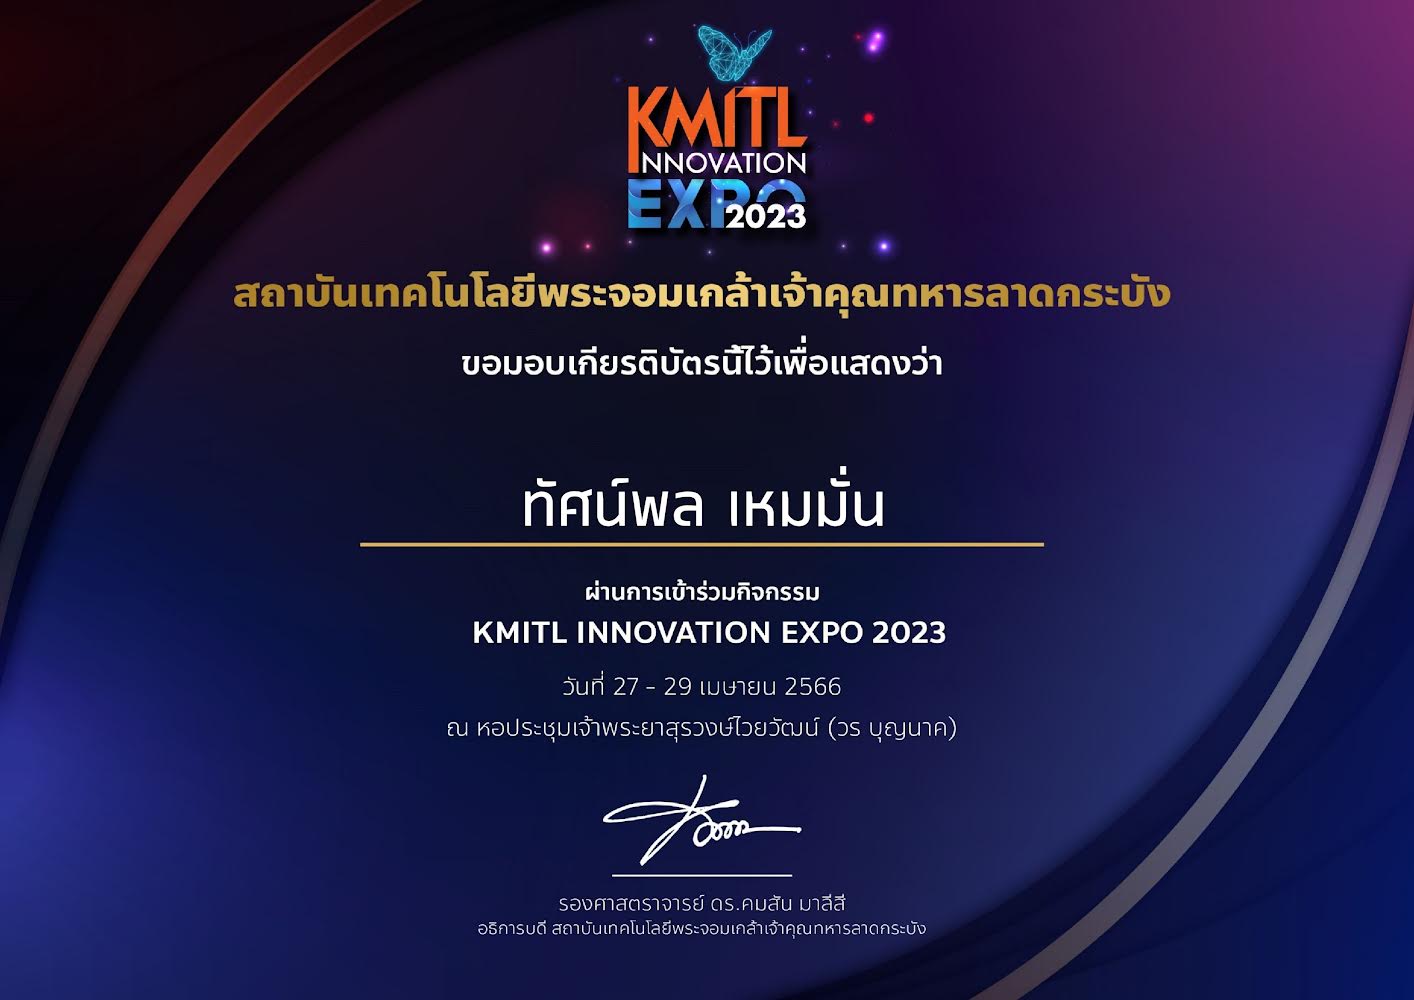 KMITL
INNOVATION
EXPO 2023
สถาบันเทคโนโลยีพระจอมเกล้าเจ้าคุณทหารลาดกระบัง
ขอมอบเกียรติบัตรนี้ไว้เพื่อแสดงว่า
ทัศน์พล เหมมั่น
ผ่านการเข้าร่วมกิจกรรม
KMITL INNOVATION EXPO 2023
วันที่ 27 - 29 เมษายน 2566
ณ หอประชุมเจ้าพระยาสุรวงษ์ไวยวัฒน์ (วร บุญนาค)
รองศาสตราจารย์ ดร.คมสัน มาลีสี
อธิการบดี สถาบันเทคโนโลยีพระจอมเกล้าเจ้าคุณทหารลาดกระบัง